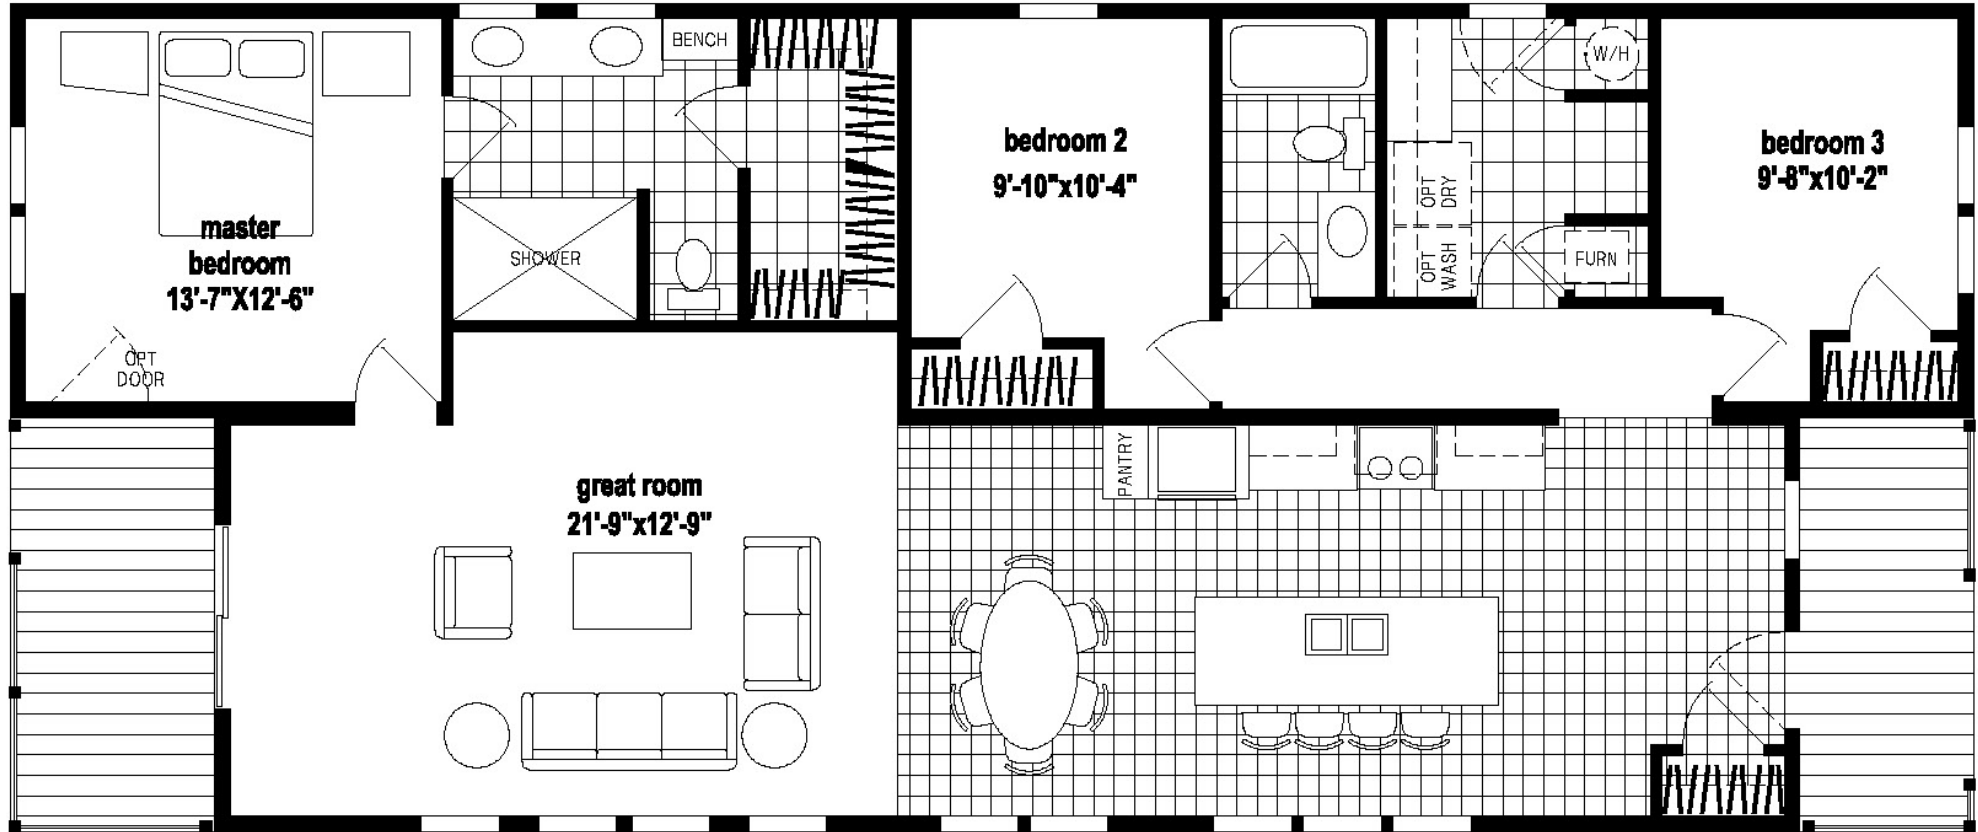 BENCH
W/H
bedroom 2
9'-10"x10'-4"
bedroom 3
9'-8"x10'-2"
OPT
DRY
master
bedroom
13'-7"X12'-6"
SHOWER
OPT
WASH
FURN
OPT
DOOR
PANTRY
great room
21'-9"x12'-9"